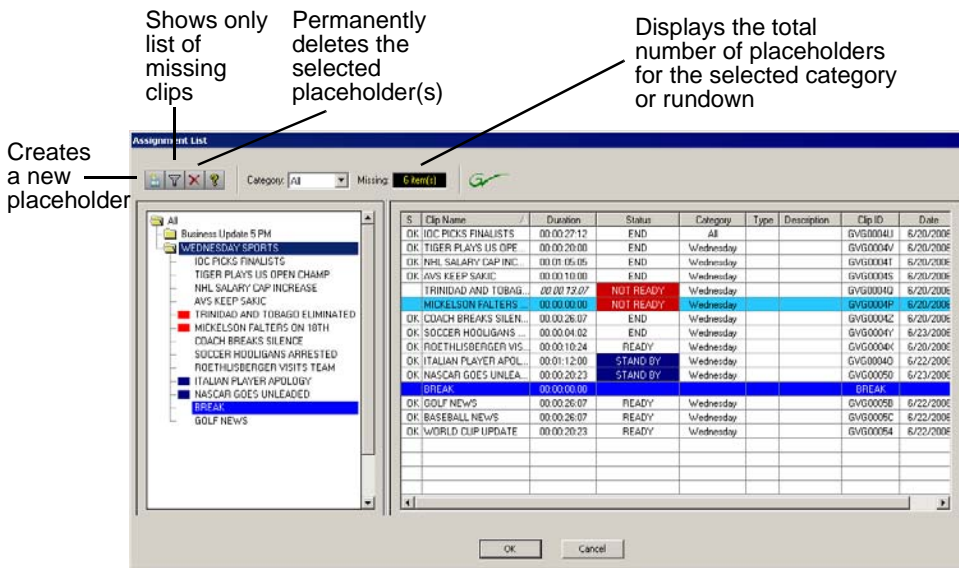 Shows only
list of
missing
clips
Permanently
deletes the
selected
placeholder(s)
Displays the total
number of placeholders
for the selected category
or rundown
Creates
a new
placeholder
Assignment List
Category: All Missing: 6 item(s)
All
Business Update 5 PM
WEDNESDAY SPORTS
IOC PICKS FINALISTS
TIGER PLAYS US OPEN CHAMP
NHL SALARY CAP INCREASE
AVS KEEP SAKIC
TRINIDAD AND TOBAGO ELIMINATED
MICKELSON FALTERS ON 18TH
COACH BREAKS SILENCE
SOCCER HOOLIGANS ARRESTED
ROETHLISBERGER VISITS TEAM
ITALIAN PLAYER APOLOGY
NASCAR GOES UNLEADED
BREAK
GOLF NEWS
S Clip Name / Duration Status Category Type Description Clip ID Date
OK IOC PICKS FINALISTS 00:00:27:12 END All GVG0004U 6/20/2006
OK TIGER PLAYS US OPE... 00:00:20:00 END Wednesday GVG0004V 6/20/2006
OK NHL SALARY CAP INC... 00:01:05:05 END Wednesday GVG0004T 6/20/2006
OK AVS KEEP SAKIC 00:00:10:00 END Wednesday GVG0004S 6/20/2006
TRINIDAD AND TOBAG... 00:00:13:07 NOT READY Wednesday GVG0004Q 6/20/2006
MICKELSON FALTERS ... 00:00:00:00 NOT READY Wednesday GVG0004P 6/20/2006
OK COACH BREAKS SILEN... 00:00:26:07 END Wednesday GVG0004Z 6/20/2006
OK SOCCER HOOLIGANS ... 00:00:04:02 END Wednesday GVG0004Y 6/23/2006
OK ROETHLISBERGER VIS... 00:00:10:24 READY Wednesday GVG0004X 6/20/2006
OK ITALIAN PLAYER APOL... 00:01:12:00 STAND BY Wednesday GVG0004O 6/22/2006
OK NASCAR GOES UNLEA... 00:00:20:23 STAND BY Wednesday GVG00050 6/23/2006
BREAK 00:00:00:00 BREAK
OK GOLF NEWS 00:00:26:07 READY Wednesday GVG0005B 6/22/2006
OK BASEBALL NEWS 00:00:26:07 READY Wednesday GVG0005C 6/22/2006
OK WORLD CUP UPDATE 00:00:20:23 READY Wednesday GVG00054 6/22/2006
OK Cancel